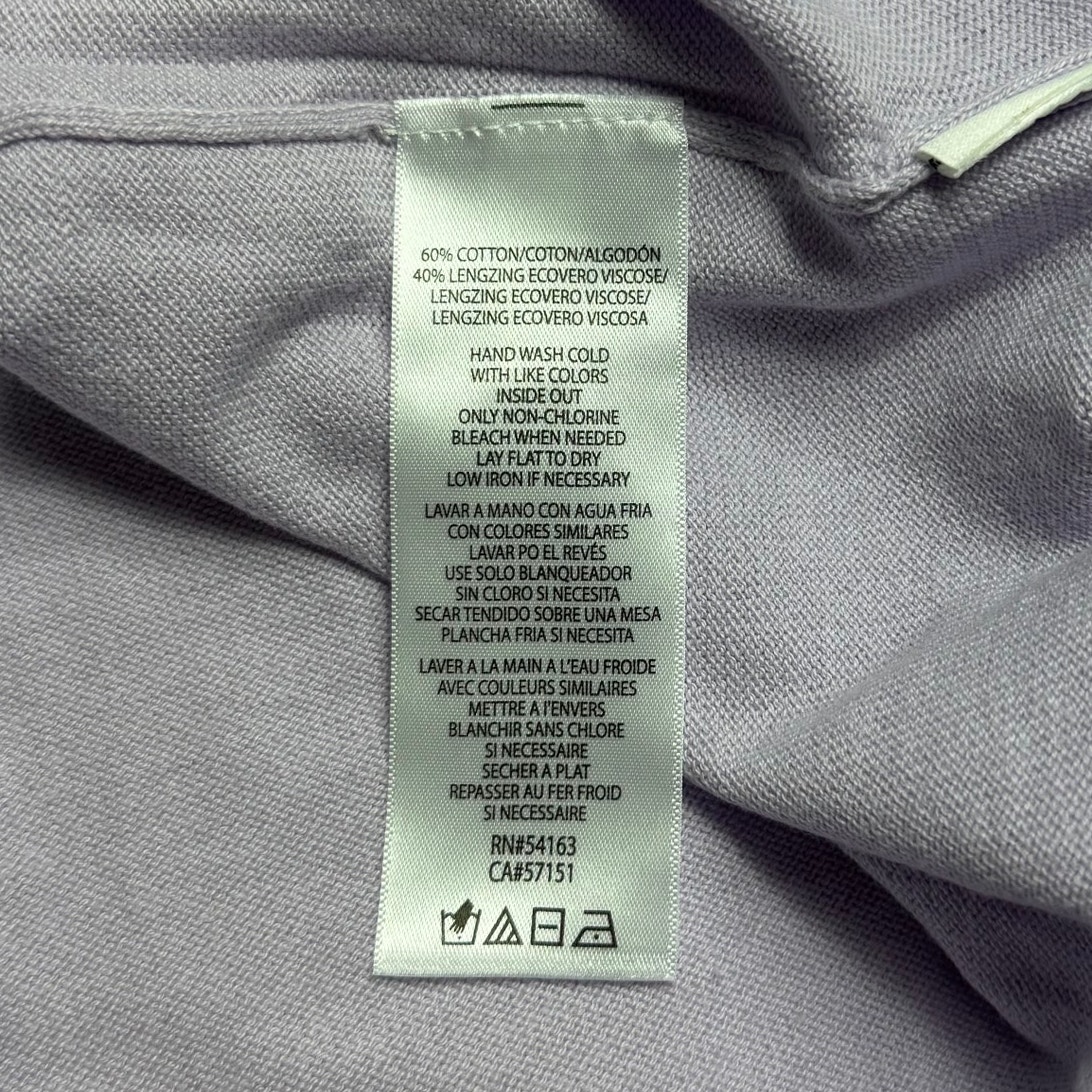 60% COTTON/COTON/ALGODÓN
40% LENGZING ECOVERO VISCOSE/
LENGZING ECOVERO VISCOSE/
LENGZING ECOVERO VISCOSA
HAND WASH COLD
WITH LIKE COLORS
INSIDE OUT
ONLY NON-CHLORINE
BLEACH WHEN NEEDED
LAY FLAT TO DRY
LOW IRON IF NECESSARY
LAVAR A MANO CON AGUA FRIA
CON COLORES SIMILARES
LAVAR PO EL REVÉS
USE SOLO BLANQUEADOR
SIN CLORO SI NECESITA
SECAR TENDIDO SOBRE UNA MESA
PLANCHA FRIA SI NECESITA
LAVER A LA MAIN A L'EAU FROIDE
AVEC COULEURS SIMILAIRES
METTRE A l'ENVERS
BLANCHIR SANS CHLORE
SI NECESSAIRE
SECHER A PLAT
REPASSER AU FER FROID
SI NECESSAIRE
RN#54163
CA#57151